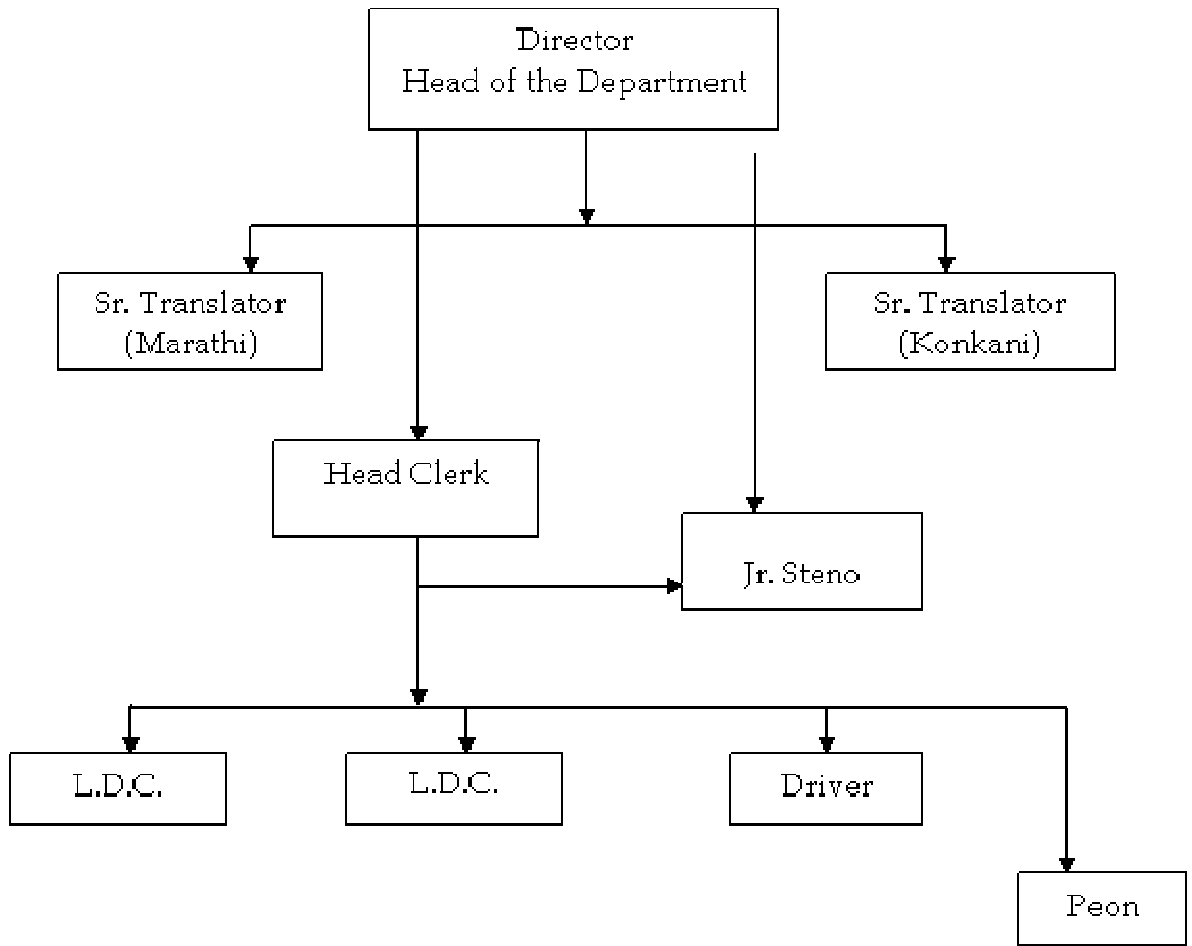 Director
Head of the Department
Sr. Translator
(Marathi)
Sr. Translator
(Konkani)
Head Clerk
Jr. Steno
L.D.C.
L.D.C.
Driver
Peon